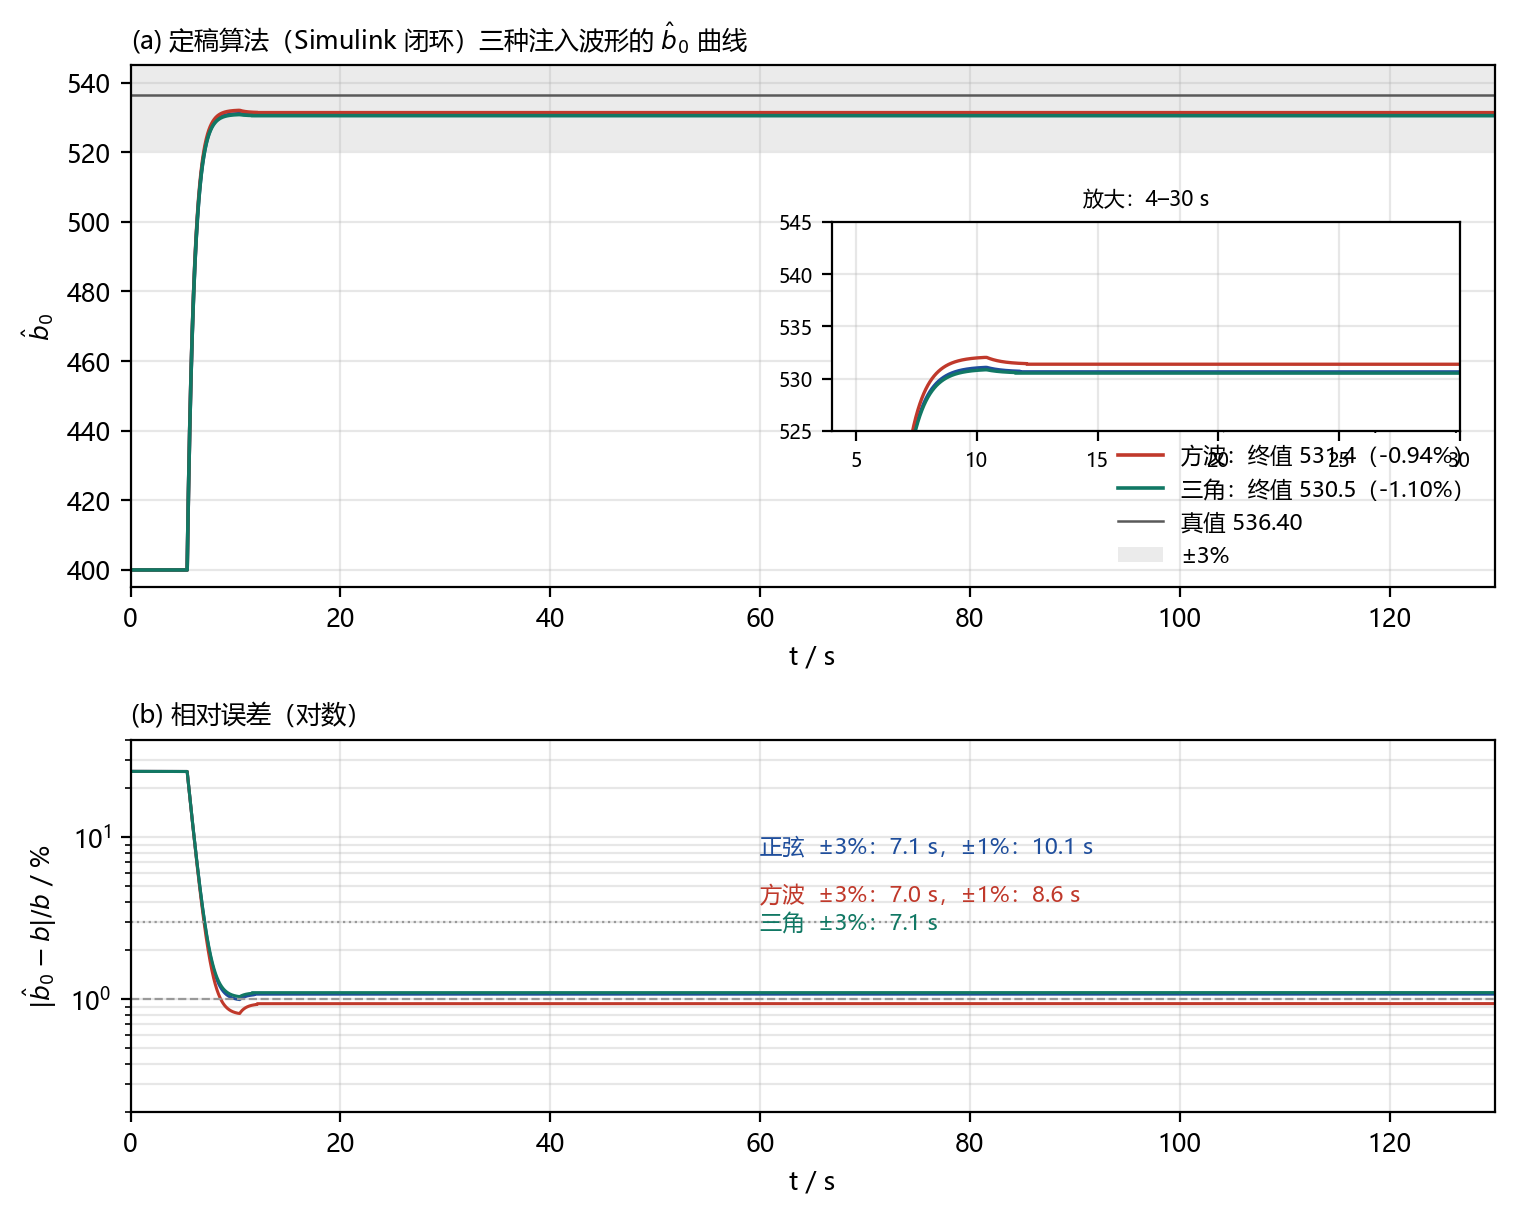 (a) 定稿算法（Simulink 闭环）三种注入波形的 b̂₀ 曲线
540
520
500
480
460
440
420
400
b̂₀
放大：4–30 s
545
540
535
530
525
5
10
15
20
25
30
方波：终值 531.4（-0.94%）
三角：终值 530.5（-1.10%）
真值 536.40
±3%
0
20
40
60
80
100
120
t / s
(b) 相对误差（对数）
10¹
10⁰
|b̂₀ − b|/b / %
正弦 ±3%：7.1 s，±1%：10.1 s
方波 ±3%：7.0 s，±1%：8.6 s
三角 ±3%：7.1 s
0
20
40
60
80
100
120
t / s